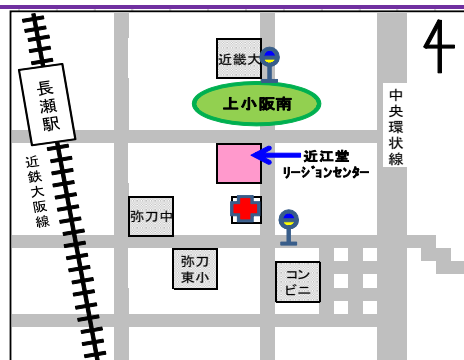 近畿大
上小阪南
長瀬駅
中央環状線
近江堂
リージョンセンター
近鉄大阪線
弥刀中
弥刀
東小
コン
ビニ